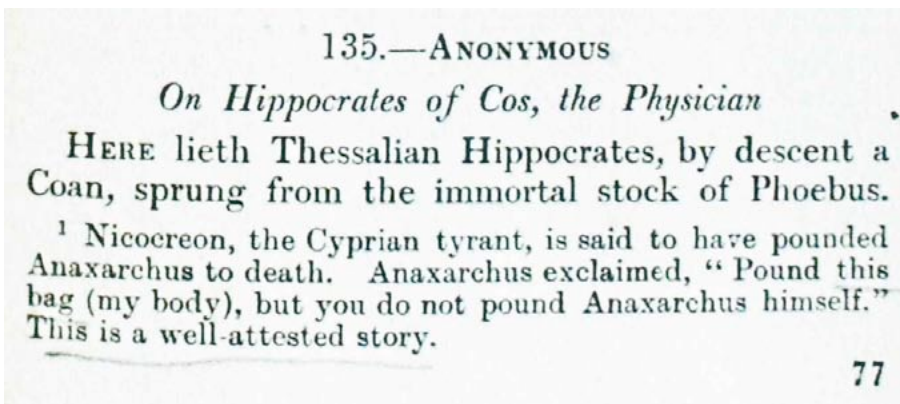 135.—ANONYMOUS
On Hippocrates of Cos, the Physician
HERE lieth Thessalian Hippocrates, by descent a
Coan, sprung from the immortal stock of Phoebus.
¹ Nicocreon, the Cyprian tyrant, is said to have pounded
Anaxarchus to death. Anaxarchus exclaimed, “ Pound this
bag (my body), but you do not pound Anaxarchus himself.”
This is a well-attested story.
77